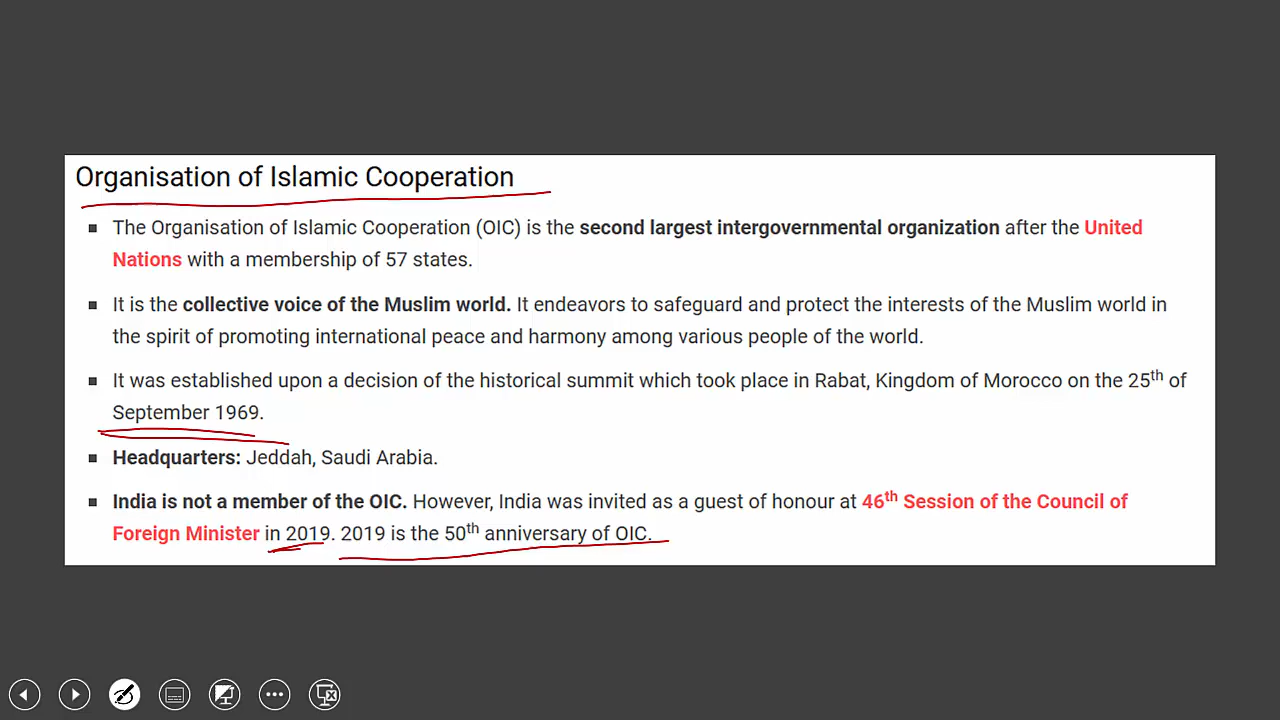 Organisation of Islamic Cooperation
▪ The Organisation of Islamic Cooperation (OIC) is the second largest intergovernmental organization after the United
Nations with a membership of 57 states.
▪ It is the collective voice of the Muslim world. It endeavors to safeguard and protect the interests of the Muslim world in
the spirit of promoting international peace and harmony among various people of the world.
▪ It was established upon a decision of the historical summit which took place in Rabat, Kingdom of Morocco on the 25th of
September 1969.
▪ Headquarters: Jeddah, Saudi Arabia.
▪ India is not a member of the OIC. However, India was invited as a guest of honour at 46th Session of the Council of
Foreign Minister in 2019. 2019 is the 50th anniversary of OIC.